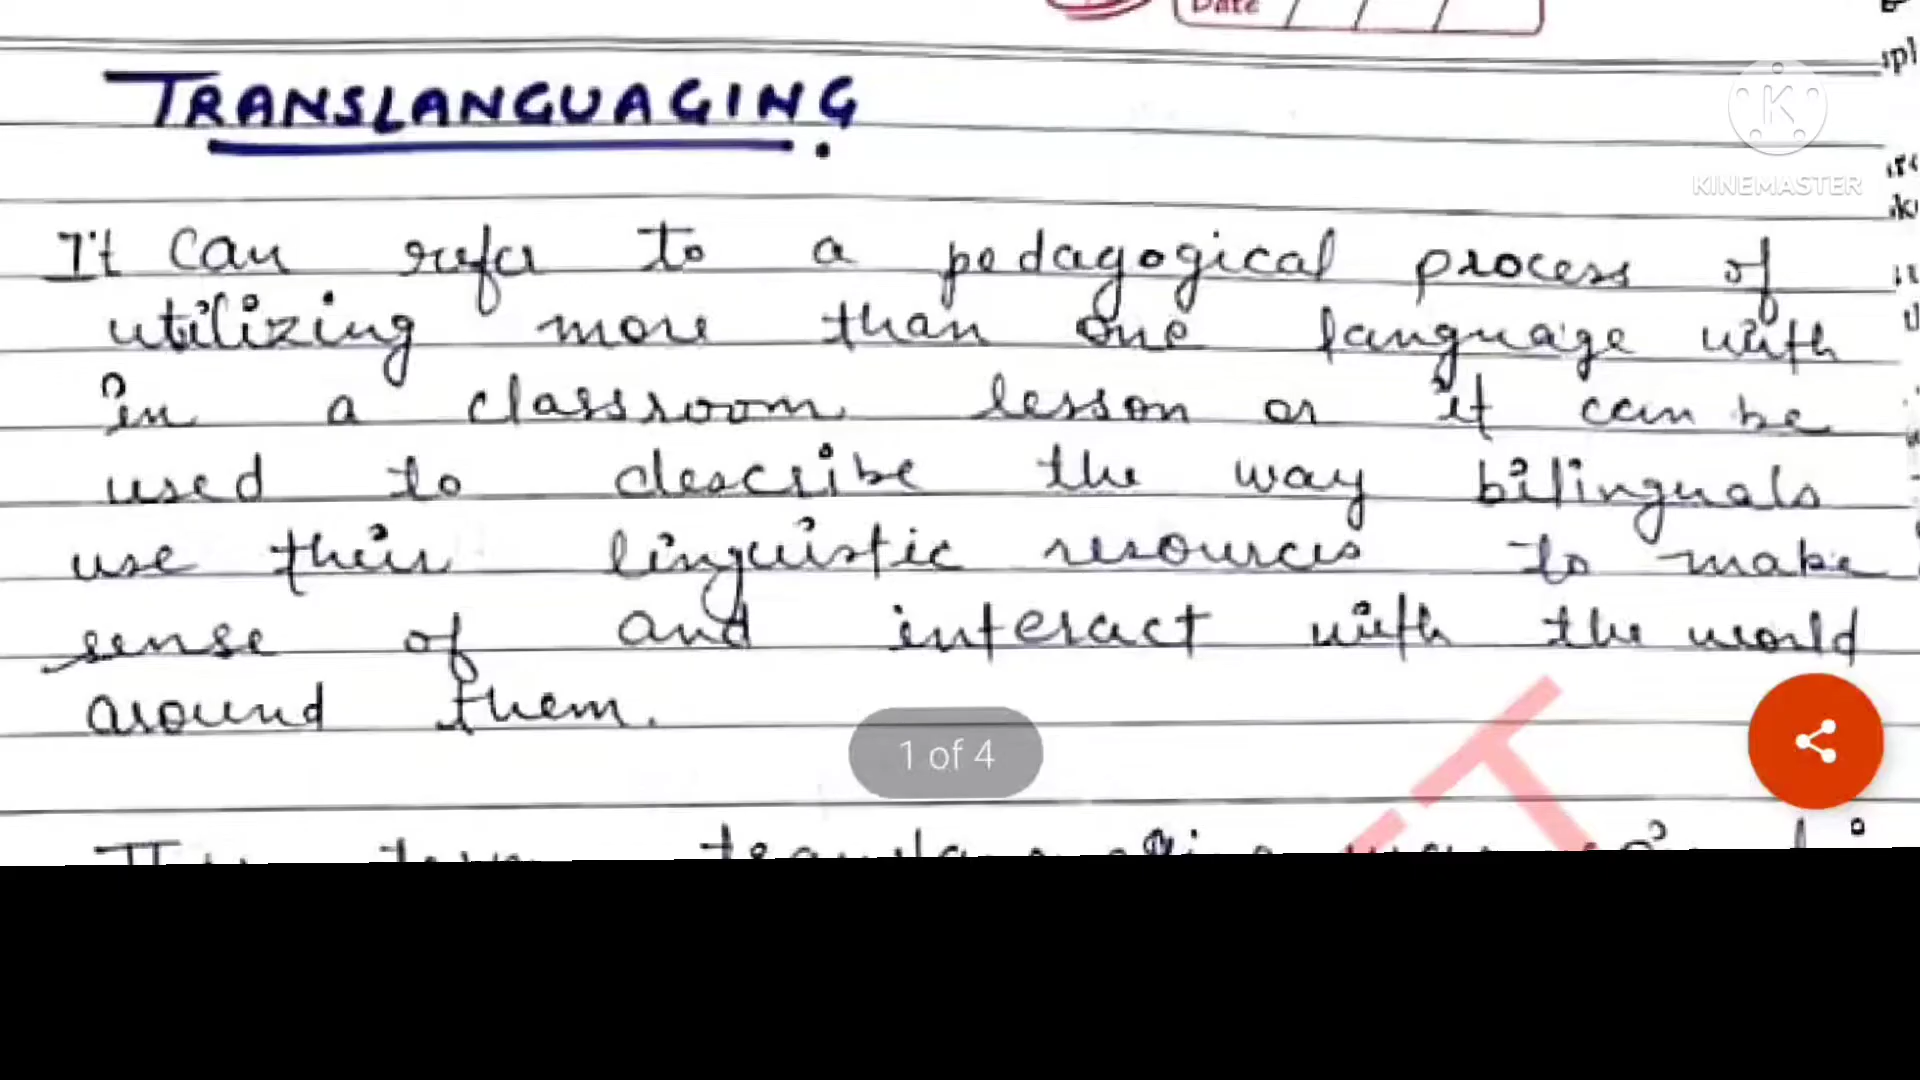 Date
TRANSLANGUAGING.
KINEMASTER
It can refer to a pedagogical process of
utilizing more than one language with
in a classroom lesson or it can be
used to describe the way bilinguals
use their linguistic resources to make
sense of and interact with the world
around them.
1 of 4